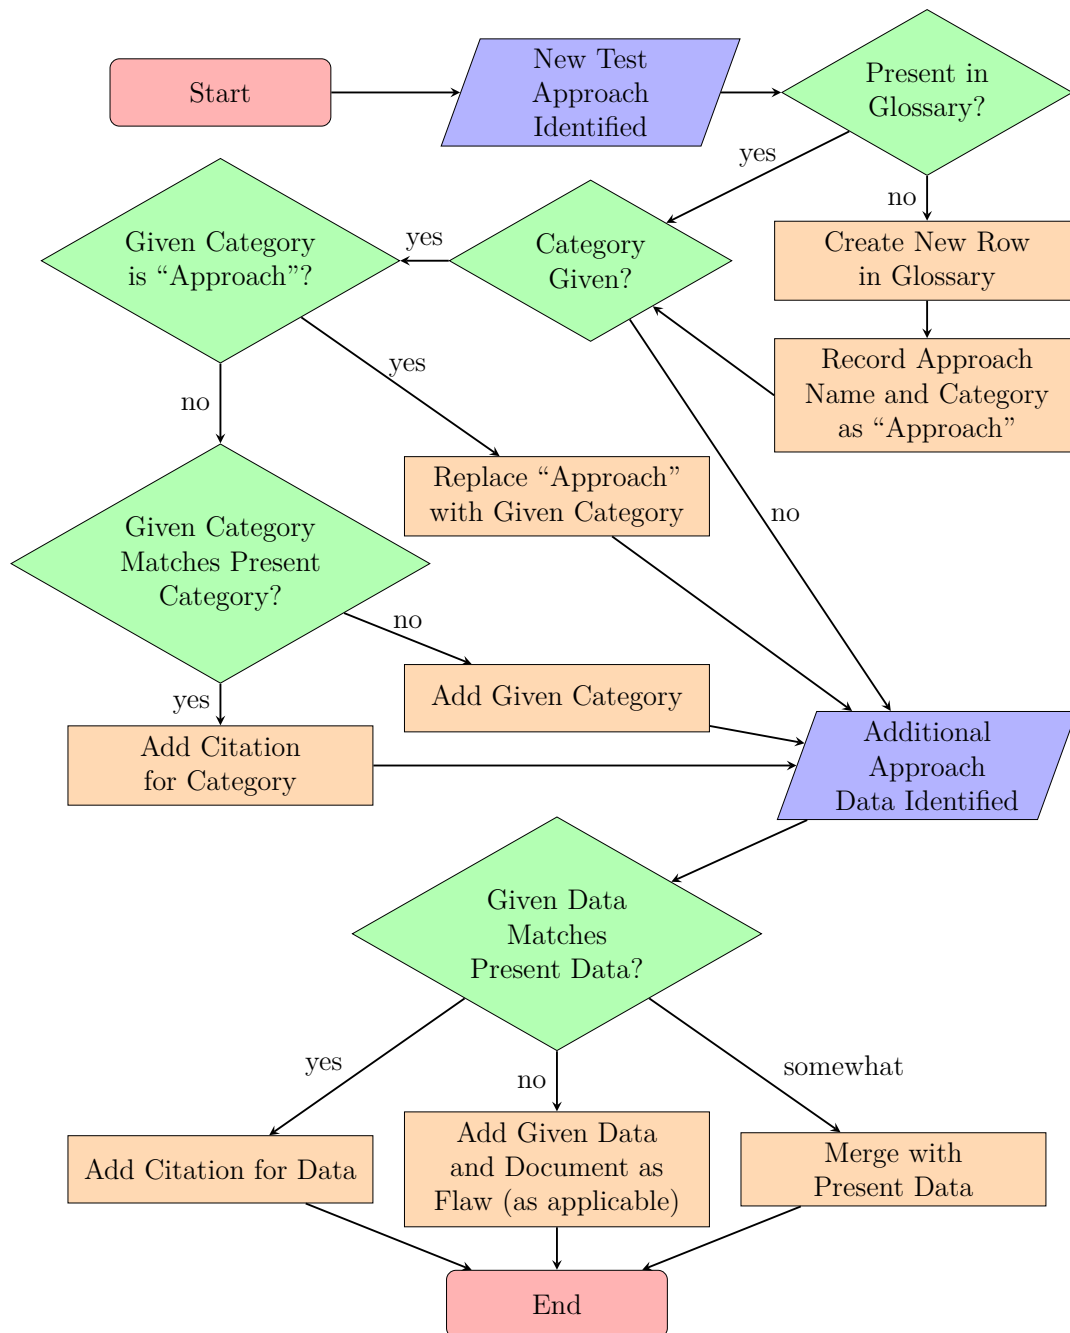 Start
New Test
Approach
Identified
Present in
Glossary?
yes
no
Given Category
is “Approach”?
yes
Category
Given?
Create New Row
in Glossary
Record Approach
Name and Category
as “Approach”
yes
no
no
Replace “Approach”
with Given Category
Given Category
Matches Present
Category?
no
yes
Add Given Category
Add Citation
for Category
Additional
Approach
Data Identified
Given Data
Matches
Present Data?
yes
no
somewhat
Add Citation for Data
Add Given Data
and Document as
Flaw (as applicable)
Merge with
Present Data
End